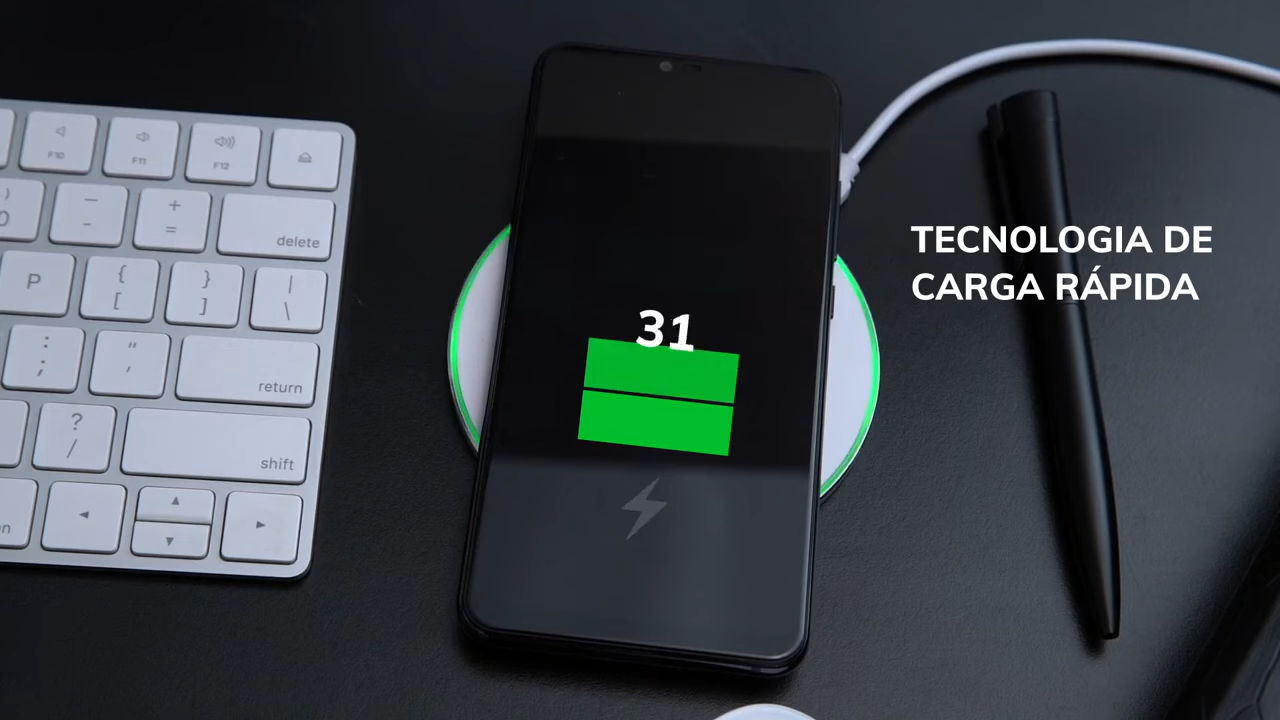 F10
F11
F12
delete
P
{
[
}
]
|
\
:
;
"
'
return
?
/
shift
+
=
-
31
TECNOLOGIA DE
CARGA RÁPIDA